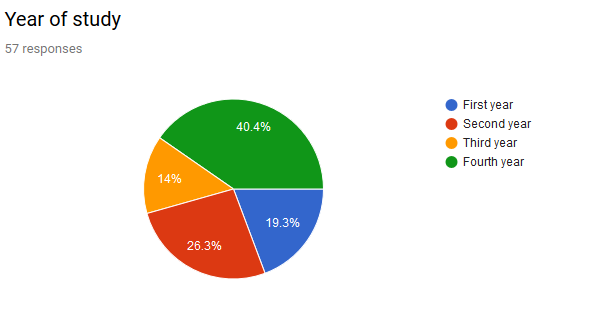 Year of study
57 responses
40.4%
14%
19.3%
26.3%
First year
Second year
Third year
Fourth year